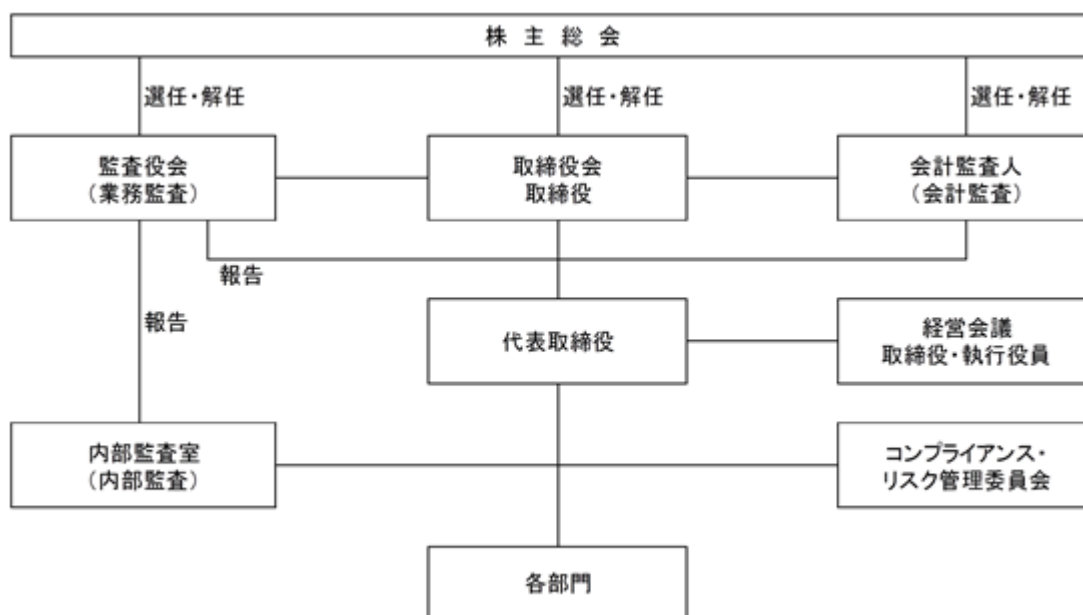 株主総会
選任・解任
選任・解任
選任・解任
監査役会
(業務監査)
取締役会
取締役
会計監査人
(会計監査)
報告
報告
代表取締役
経営会議
取締役・執行役員
内部監査室
(内部監査)
コンプライアンス・
リスク管理委員会
各部門